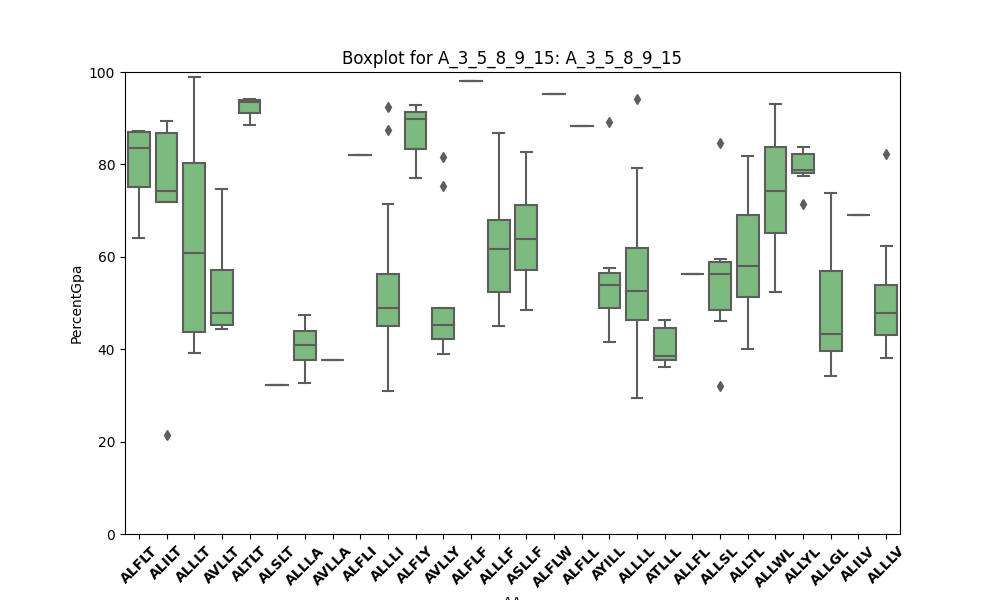 Boxplot for A_3_5_8_9_15: A_3_5_8_9_15
100
80
60
40
20
0
PercentGpa
ALFLT
ALILT
ALLLT
AVLLT
ALTLT
ALSLT
ALLLA
AVLLA
ALFLI
ALLLI
ALFLY
AVLLY
ALFLF
ALLLF
ASLLF
ALFLW
ALFLL
AYILL
ALLLL
ATLLL
ALLFL
ALLSL
ALLTL
ALLWL
ALLYL
ALLGL
ALILV
ALLLV